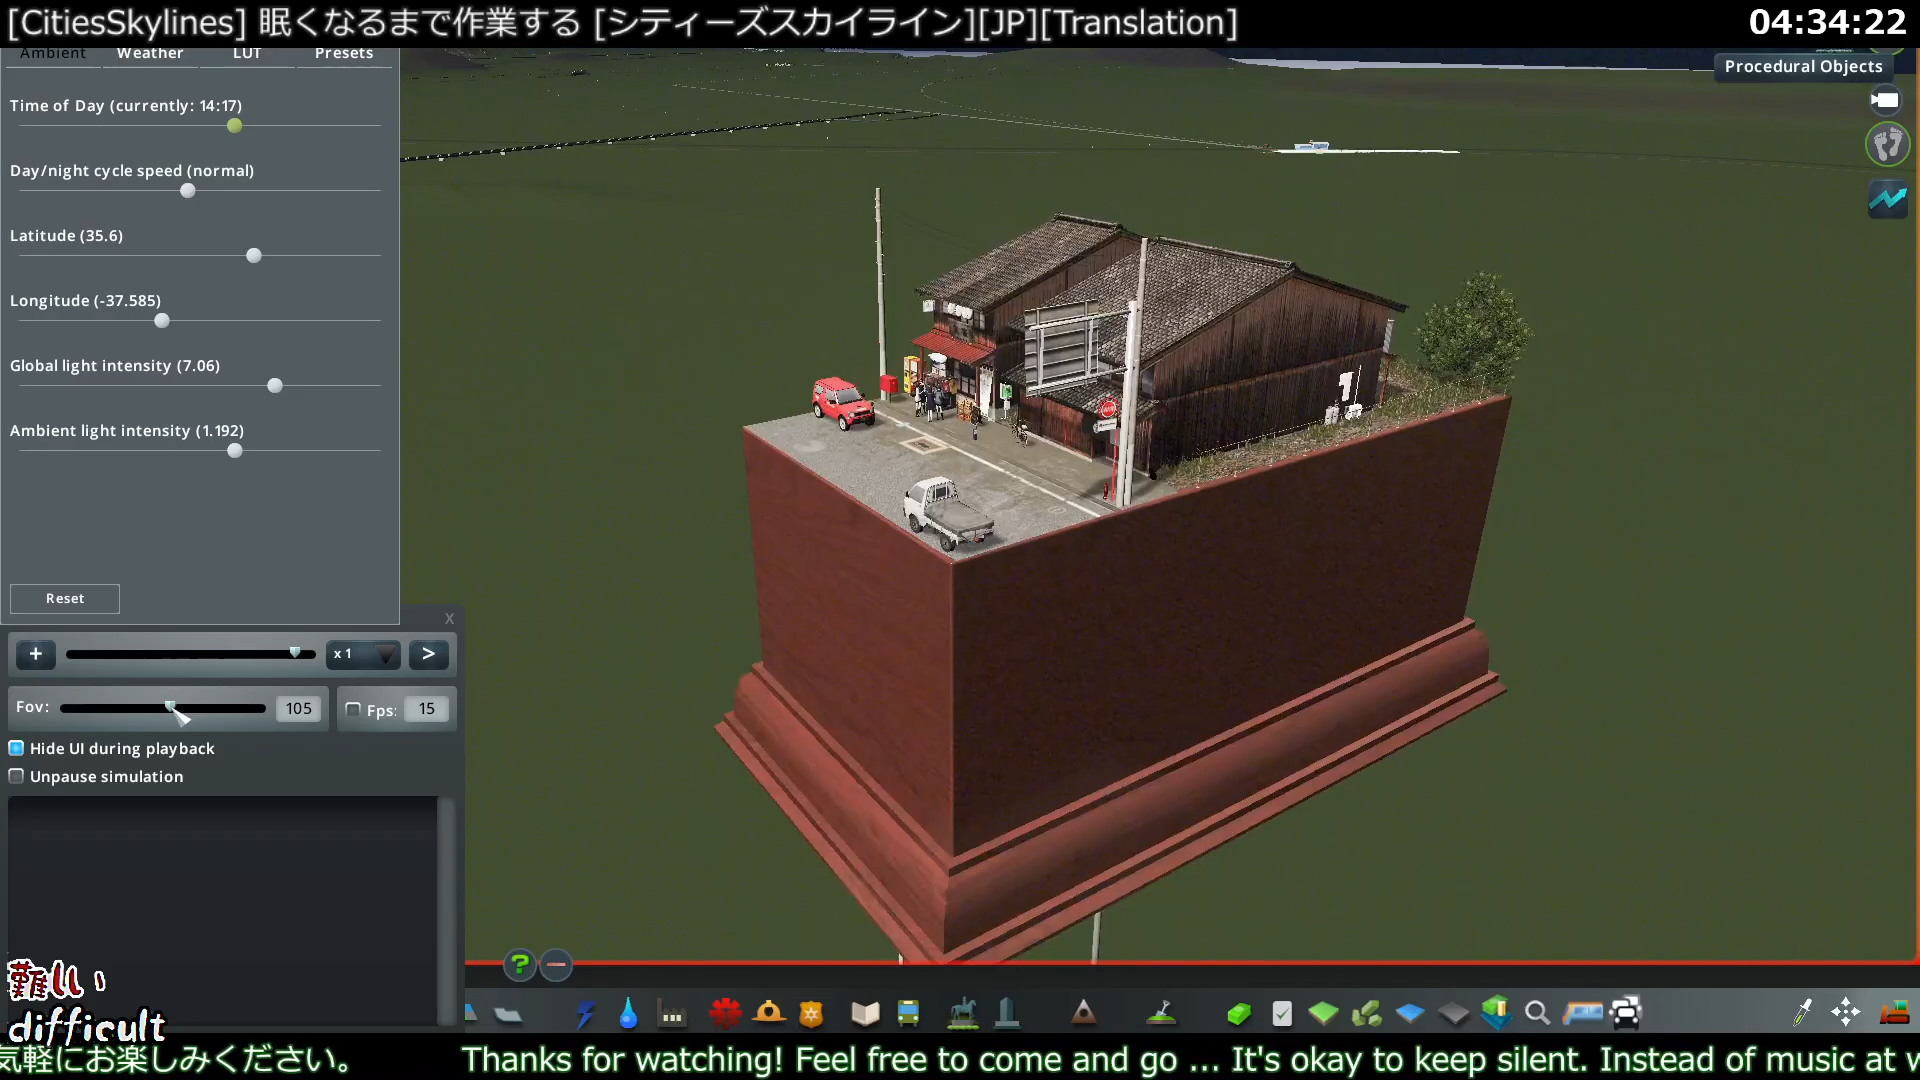 [CitiesSkylines] 眠くなるまで作業する [シティーズスカイライン][JP][Translation]
04:34:22
Ambient Weather LUT Presets
Procedural Objects
Time of Day (currently: 14:17)
Day/night cycle speed (normal)
Latitude (35.6)
Longitude (-37.585)
Global light intensity (7.06)
Ambient light intensity (1.192)
Reset
X
+ x 1 >
Fov: 105 Fps: 15
Hide UI during playback
Unpause simulation
難しい
difficult
気軽にお楽しみください。 Thanks for watching! Feel free to come and go ... It's okay to keep silent. Instead of music at w